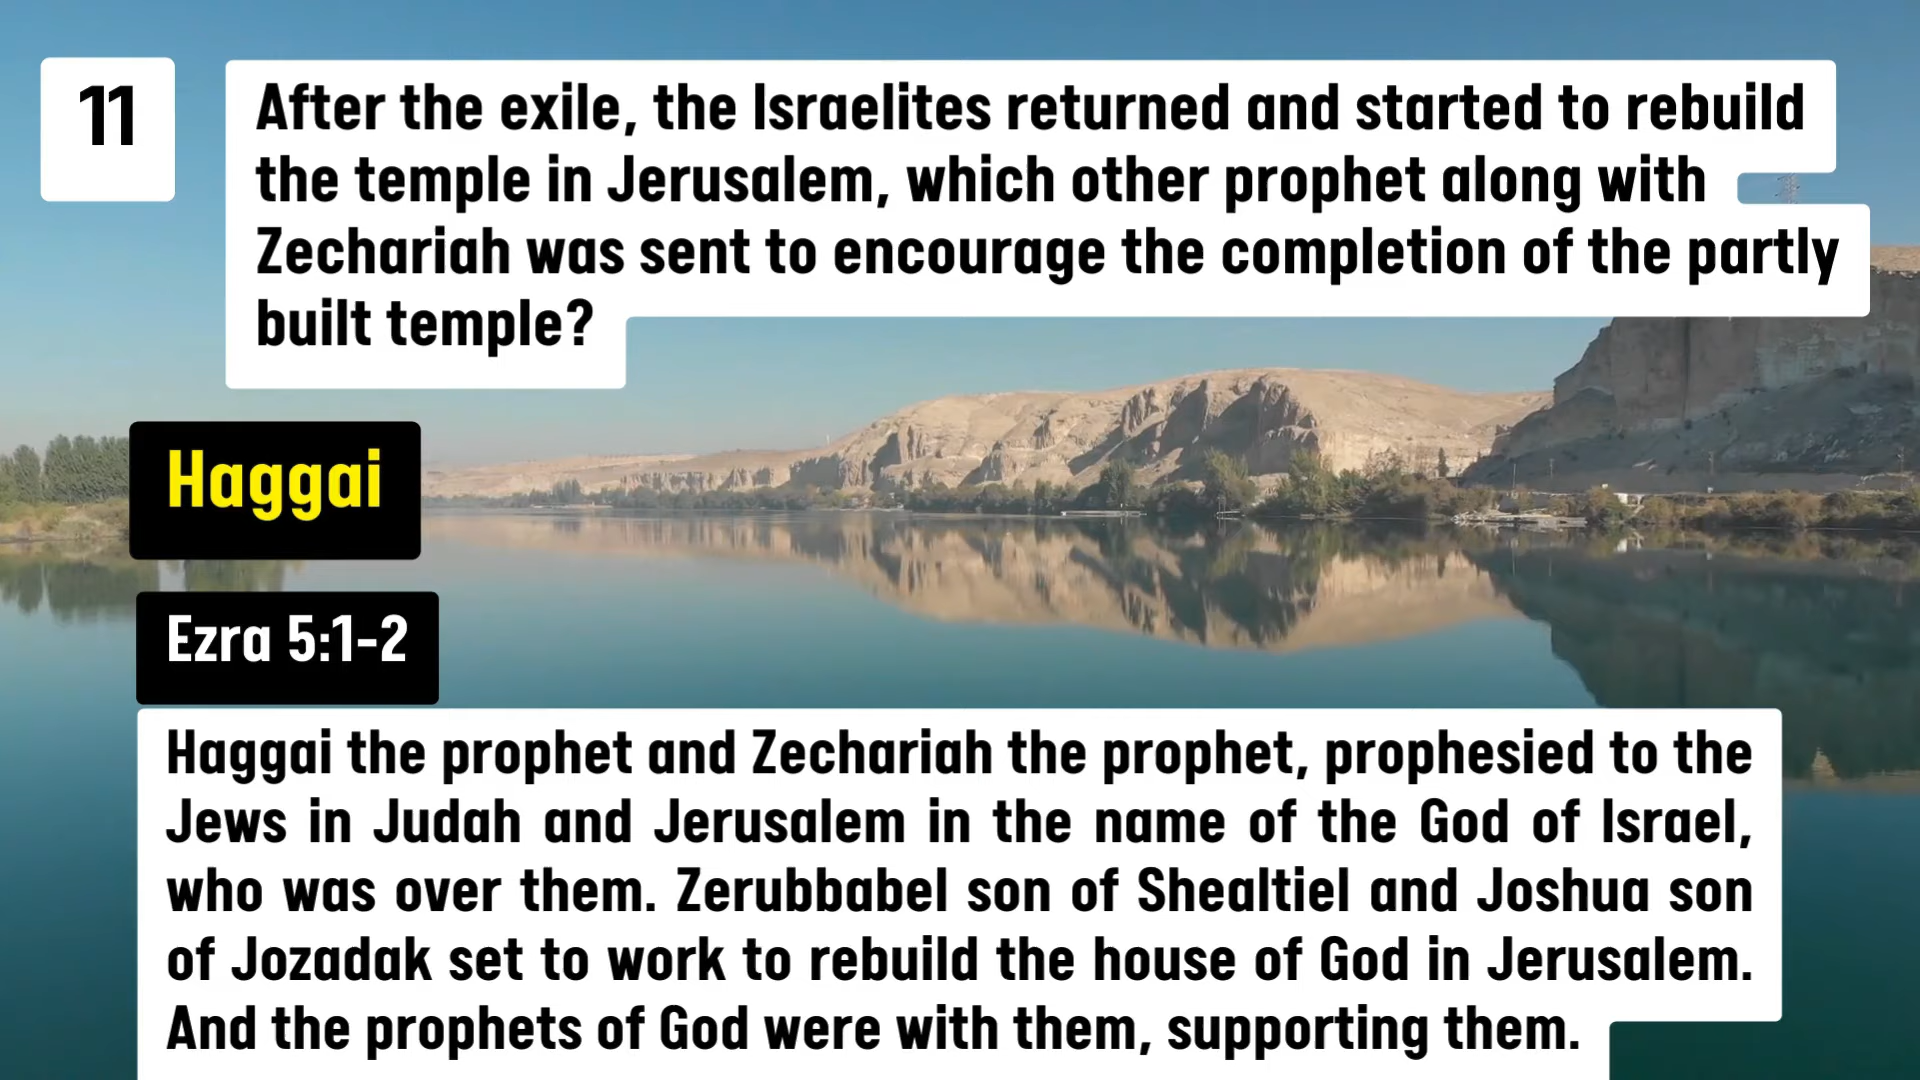 11
After the exile, the Israelites returned and started to rebuild
the temple in Jerusalem, which other prophet along with
Zechariah was sent to encourage the completion of the partly
built temple?
Haggai
Ezra 5:1-2
Haggai the prophet and Zechariah the prophet, prophesied to the
Jews in Judah and Jerusalem in the name of the God of Israel,
who was over them. Zerubbabel son of Shealtiel and Joshua son
of Jozadak set to work to rebuild the house of God in Jerusalem.
And the prophets of God were with them, supporting them.